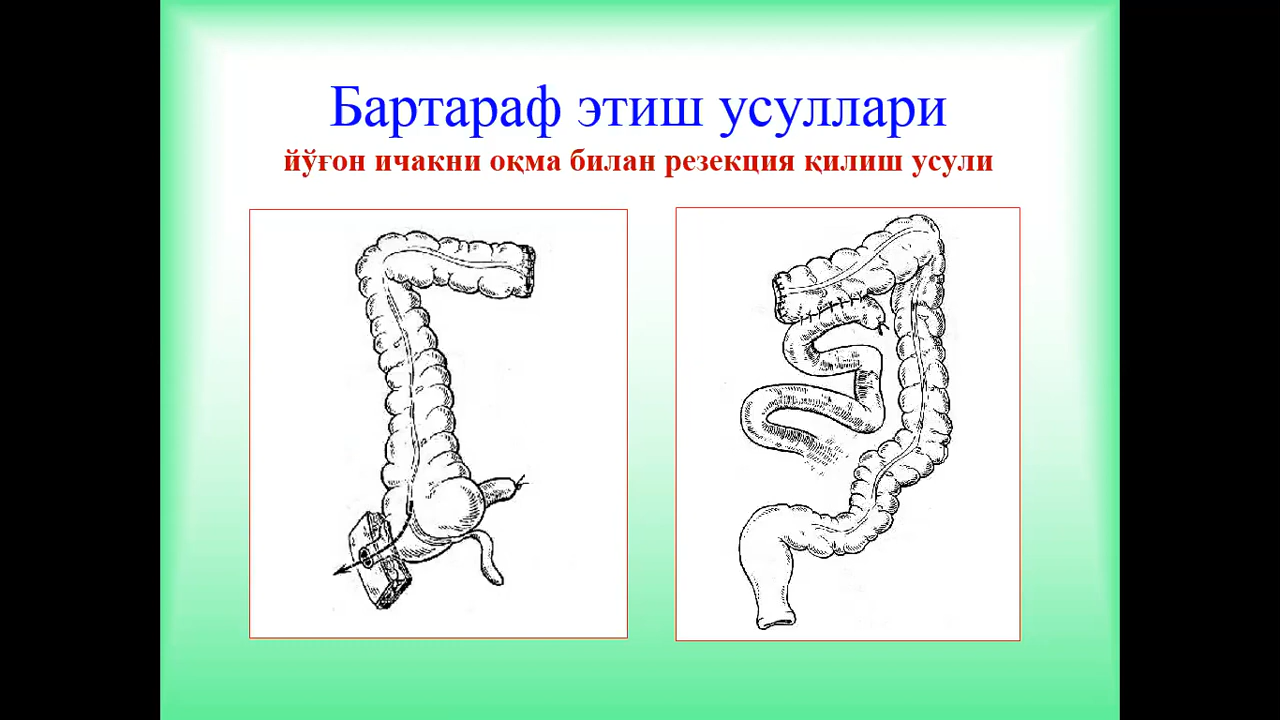 Бартараф этиш усуллари
йўғон ичакни оқма билан резекция қилиш усули